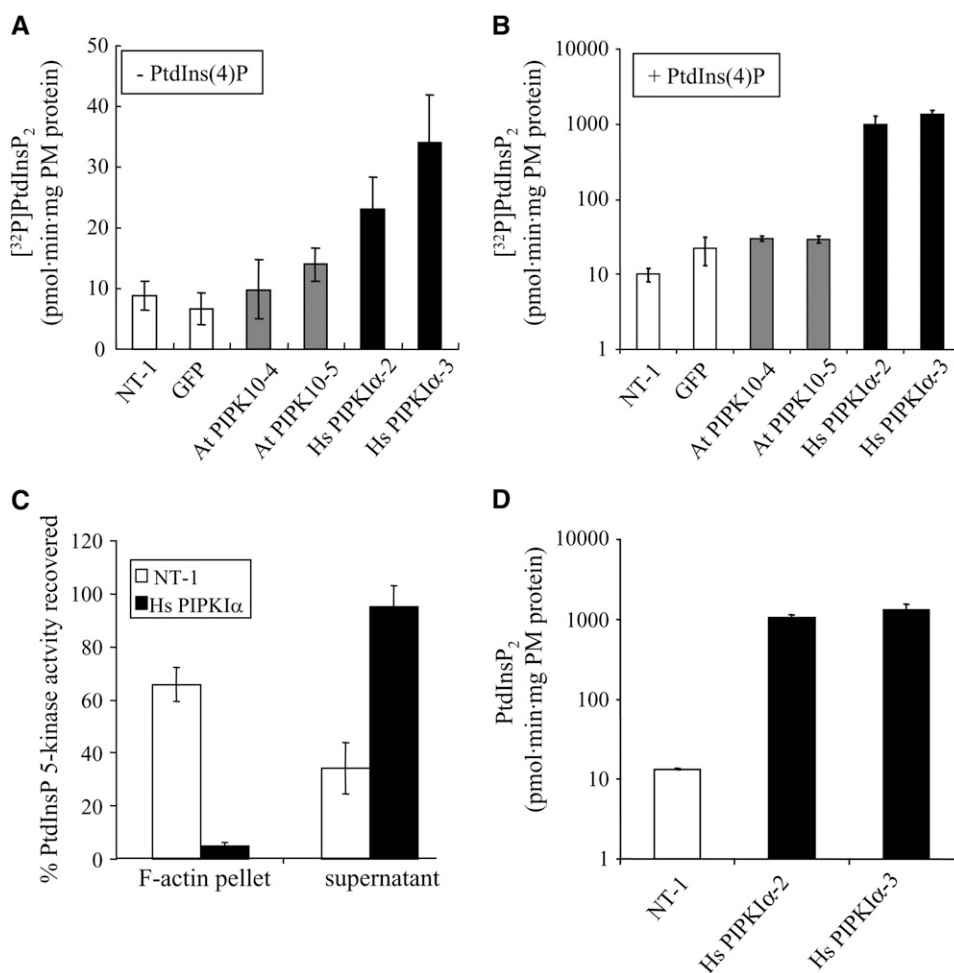 A
50
40
30
20
10
0
- PtdIns(4)P
[³²P]PtdInsP₂
(pmol·min·mg PM protein)
NT-1
GFP
At PIPK10-4
At PIPK10-5
Hs PIPKIα-2
Hs PIPKIα-3
B
10000
1000
100
10
1
+ PtdIns(4)P
[³²P]PtdInsP₂
(pmol·min·mg PM protein)
NT-1
GFP
At PIPK10-4
At PIPK10-5
Hs PIPKIα-2
Hs PIPKIα-3
C
120
100
80
60
40
20
0
% PtdInsP 5-kinase actvity recovered
NT-1
Hs PIPKIα
F-actin pellet
supernatant
D
10000
1000
100
10
1
PtdInsP₂
(pmol·min·mg PM protein)
NT-1
Hs PIPKIα-2
Hs PIPKIα-3